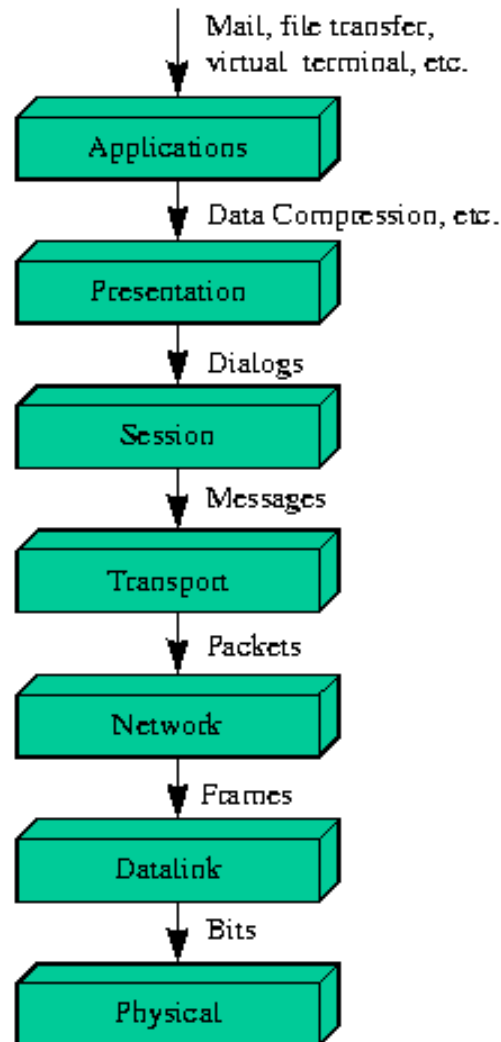 Mail, file transfer,
virtual terminal, etc.
Applications
Data Compression, etc.
Presentation
Dialogs
Session
Messages
Transport
Packets
Network
Frames
Datalink
Bits
Physical